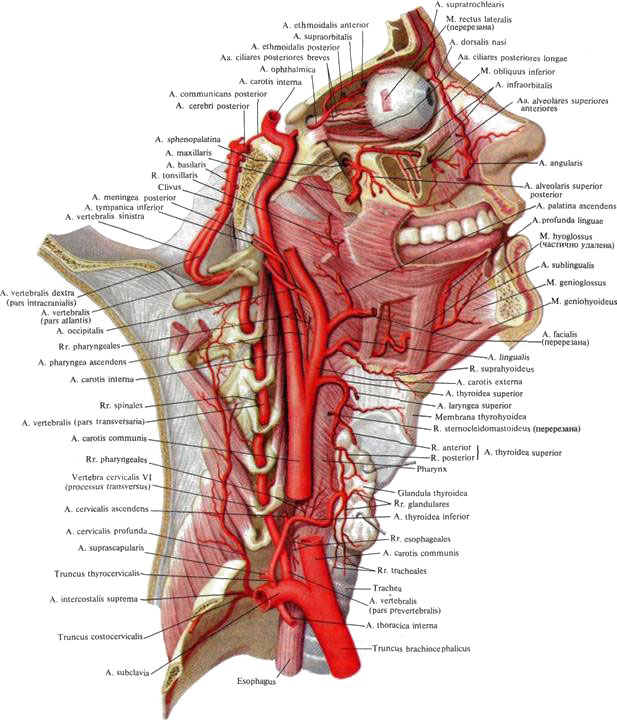 A. supratrochlearis
M. rectus lateralis
(перерезана)
A. dorsalis nasi
Aa. ciliares posteriores longae
M. obliquus inferior
A. infraorbitalis
Aa. alveolares superiores
anteriores
A. angularis
A. alveolaris superior
posterior
A. palatina ascendens
A. profunda linguae
M. hyoglossus
(частично удалена)
A. sublingualis
M. genioglossus
M. geniohyoideus
A. facialis
(перерезана)
A. lingualis
R. suprahyoideus
A. carotis externa
A. thyroidea superior
A. laryngea superior
Membrana thyrohyoidea
R. sternocleidomastoideus (перерезана)
R. anterior
R. posterior
A. thyroidea superior
Pharynx
Glandula thyroidea
Rr. glandulares
A. thyroidea inferior
Rr. esophageales
A. carotis communis
Rr. tracheales
Trachea
A. vertebralis
(pars prevertebralis)
A. thoracica interna
Truncus brachiocephalicus
A. ethmoidalis anterior
A. supraorbitalis
A. ethmoidalis posterior
Aa. ciliares posteriores breves
A. ophthalmica
A. carotis interna
A. communicans posterior
A. cerebri posterior
A. sphenopalatina
A. maxillaris
A. basilaris
R. tonsillaris
Clivus
A. meningea posterior
A. tympanica inferior
A. vertebralis sinistra
A. vertebralis dextra
(pars intracranialis)
A. vertebralis
(pars atlantis)
A. occipitalis
Rr. pharyngeales
A. pharyngea ascendens
A. carotis interna
Rr. spinales
A. vertebralis (pars transversaria)
A. carotis communis
Rr. pharyngeales
Vertebra cervicalis VI
(processus transversus)
A. cervicalis ascendens
A. cervicalis profunda
A. suprascapularis
Truncus thyrocervicalis
A. intercostalis suprema
Truncus costocervicalis
A. subclavia
Esophagus